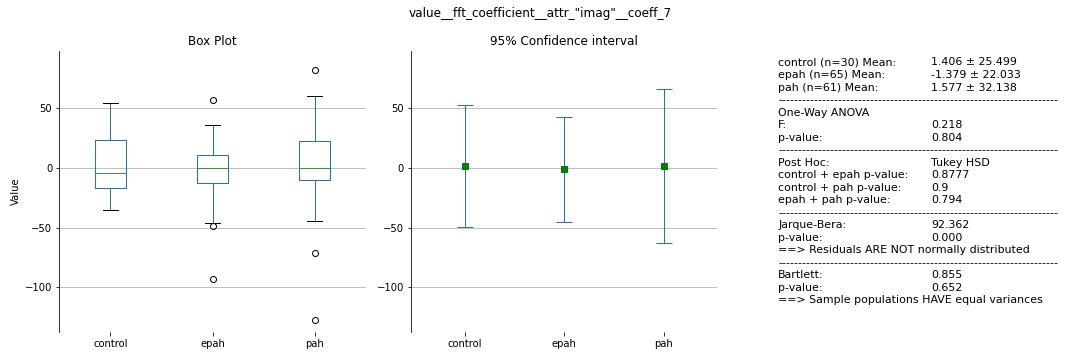 value__fft_coefficient__attr_"imag"__coeff_7
Box Plot
Value
50
0
−50
−100
control epah pah
95% Confidence interval
50
0
−50
−100
control epah pah
control (n=30) Mean: 1.406 ± 25.499
epah (n=65) Mean: -1.379 ± 22.033
pah (n=61) Mean: 1.577 ± 32.138
One-Way ANOVA
F: 0.218
p-value: 0.804
Post Hoc: Tukey HSD
control + epah p-value: 0.8777
control + pah p-value: 0.9
epah + pah p-value: 0.794
Jarque-Bera: 92.362
p-value: 0.000
==> Residuals ARE NOT normally distributed
Bartlett: 0.855
p-value: 0.652
==> Sample populations HAVE equal variances